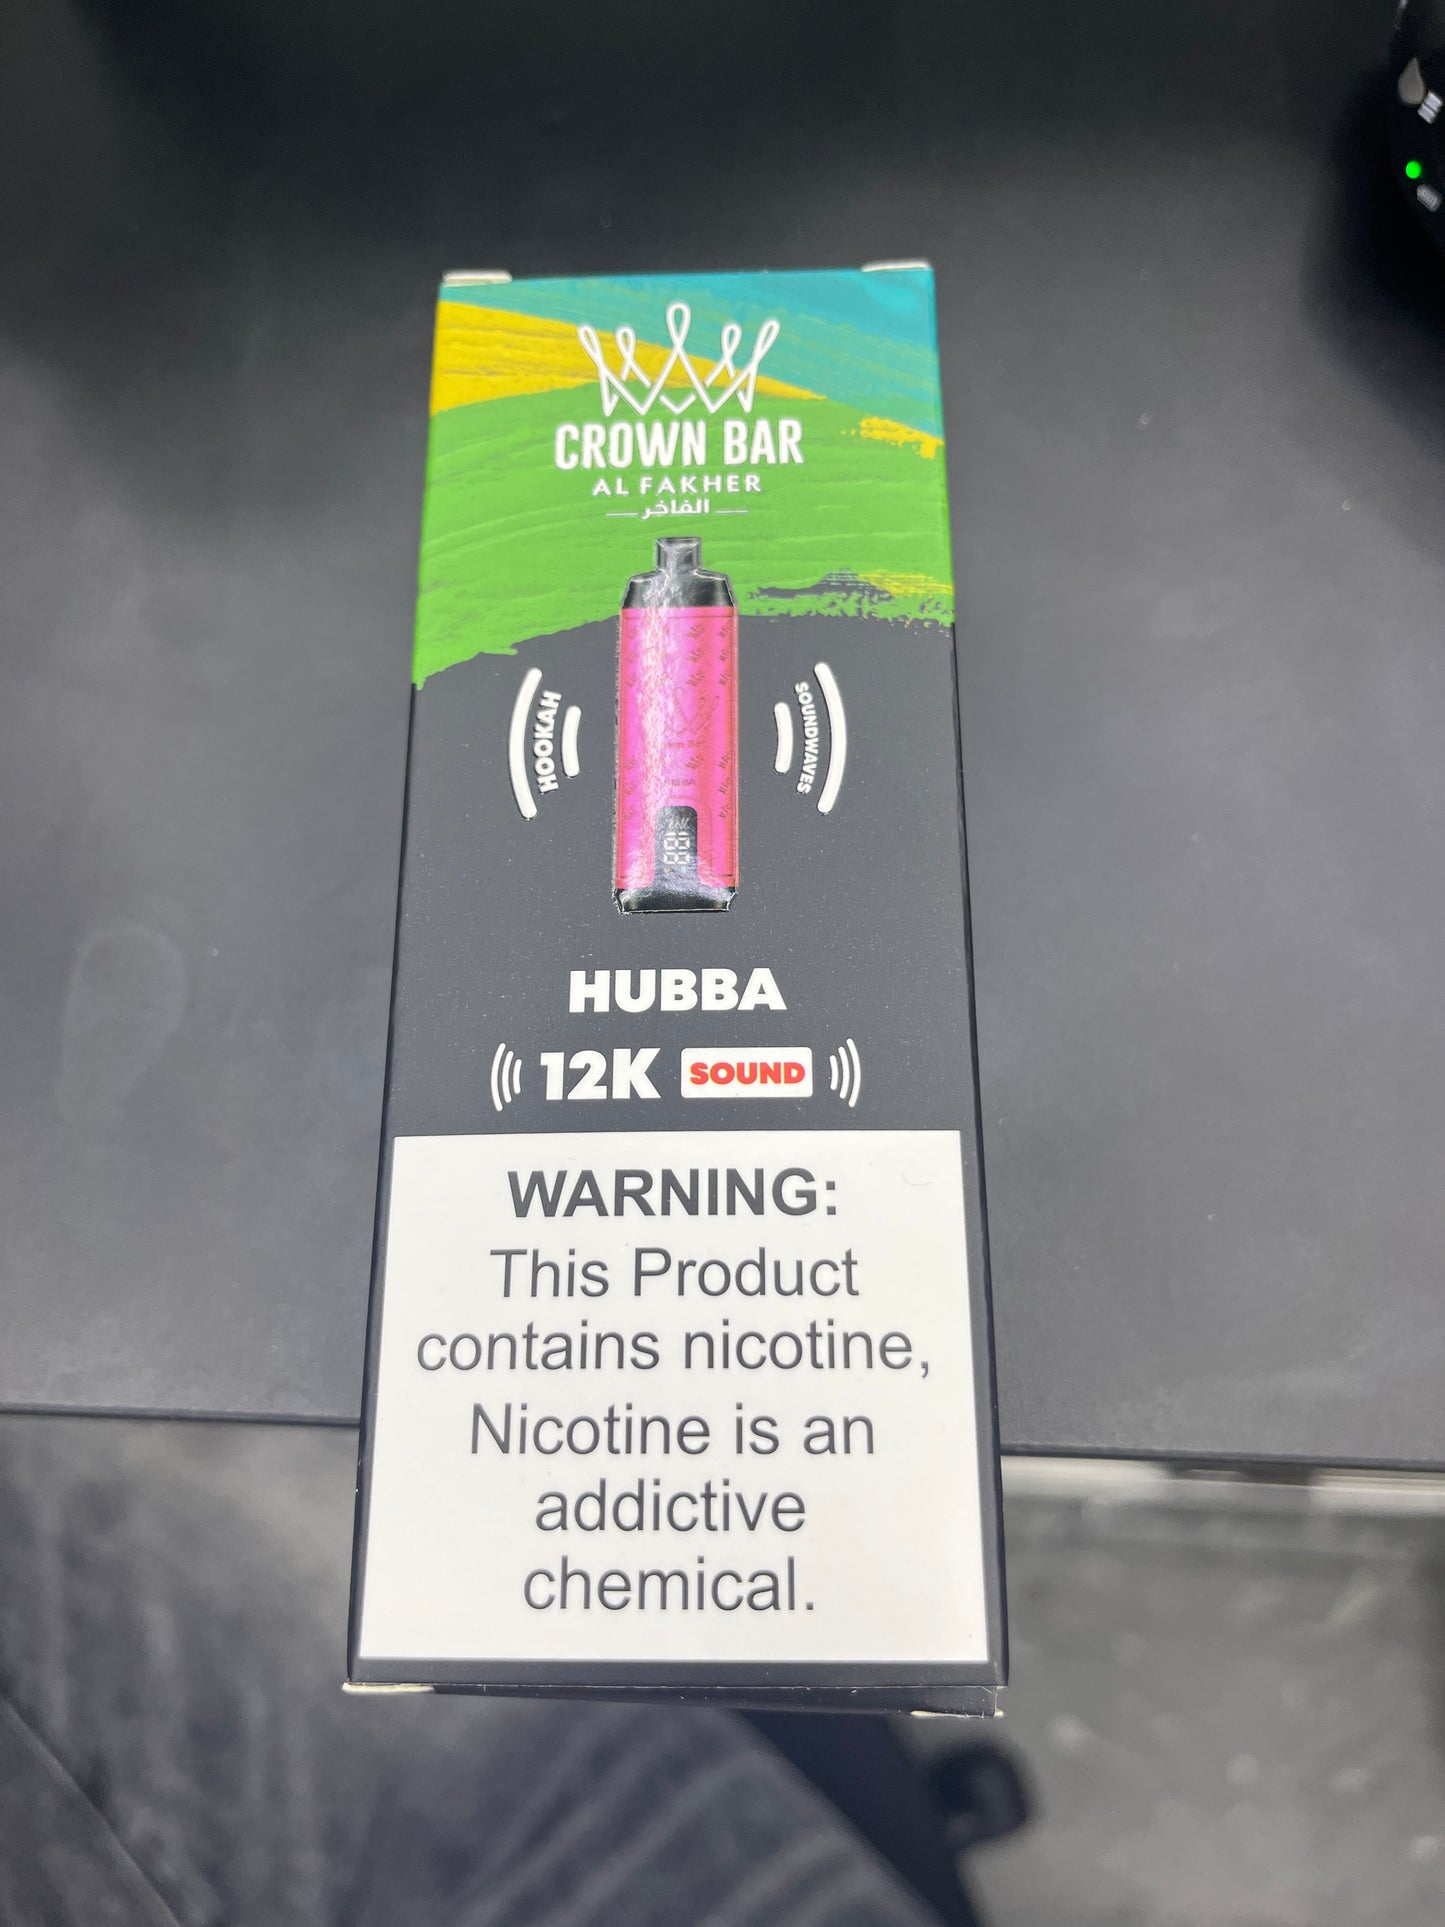 CROWN BAR
AL FAKHER
الفاخر
HOOKAH
SOUNDWAVES
HUBBA
12K SOUND
WARNING:
This Product
contains nicotine,
Nicotine is an
addictive
chemical.